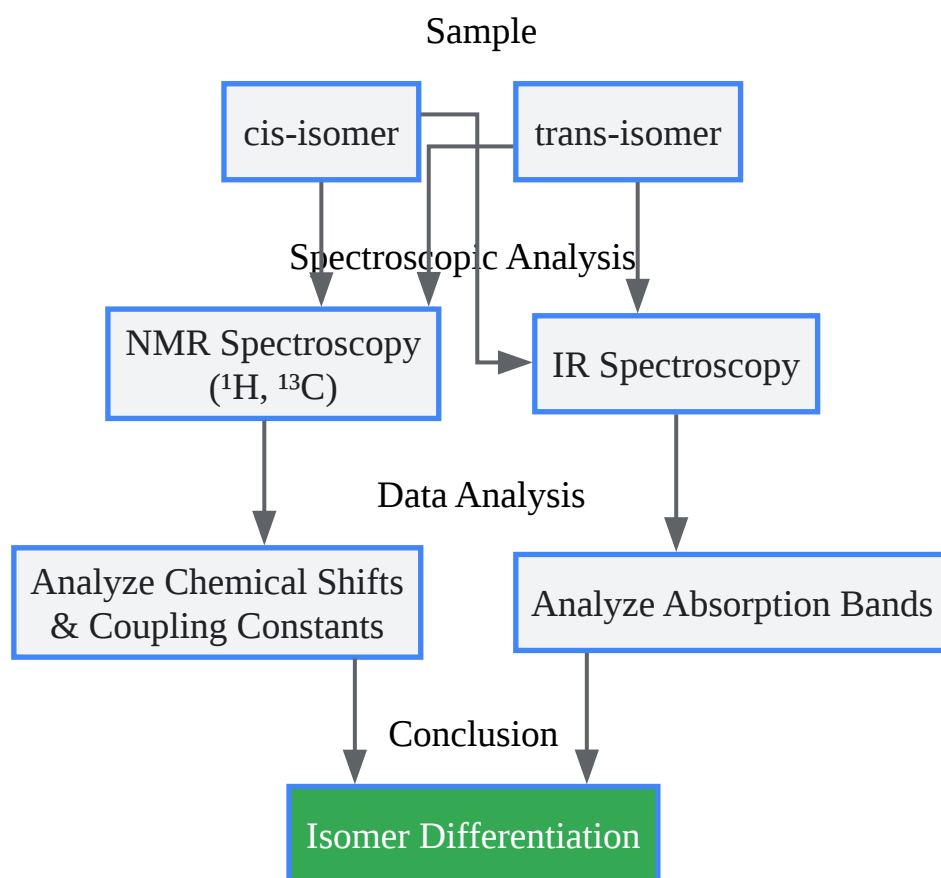 Sample
cis-isomer
trans-isomer
Spectroscopic Analysis
NMR Spectroscopy
(¹H, ¹³C)
IR Spectroscopy
Data Analysis
Analyze Chemical Shifts
& Coupling Constants
Analyze Absorption Bands
Conclusion
Isomer Differentiation